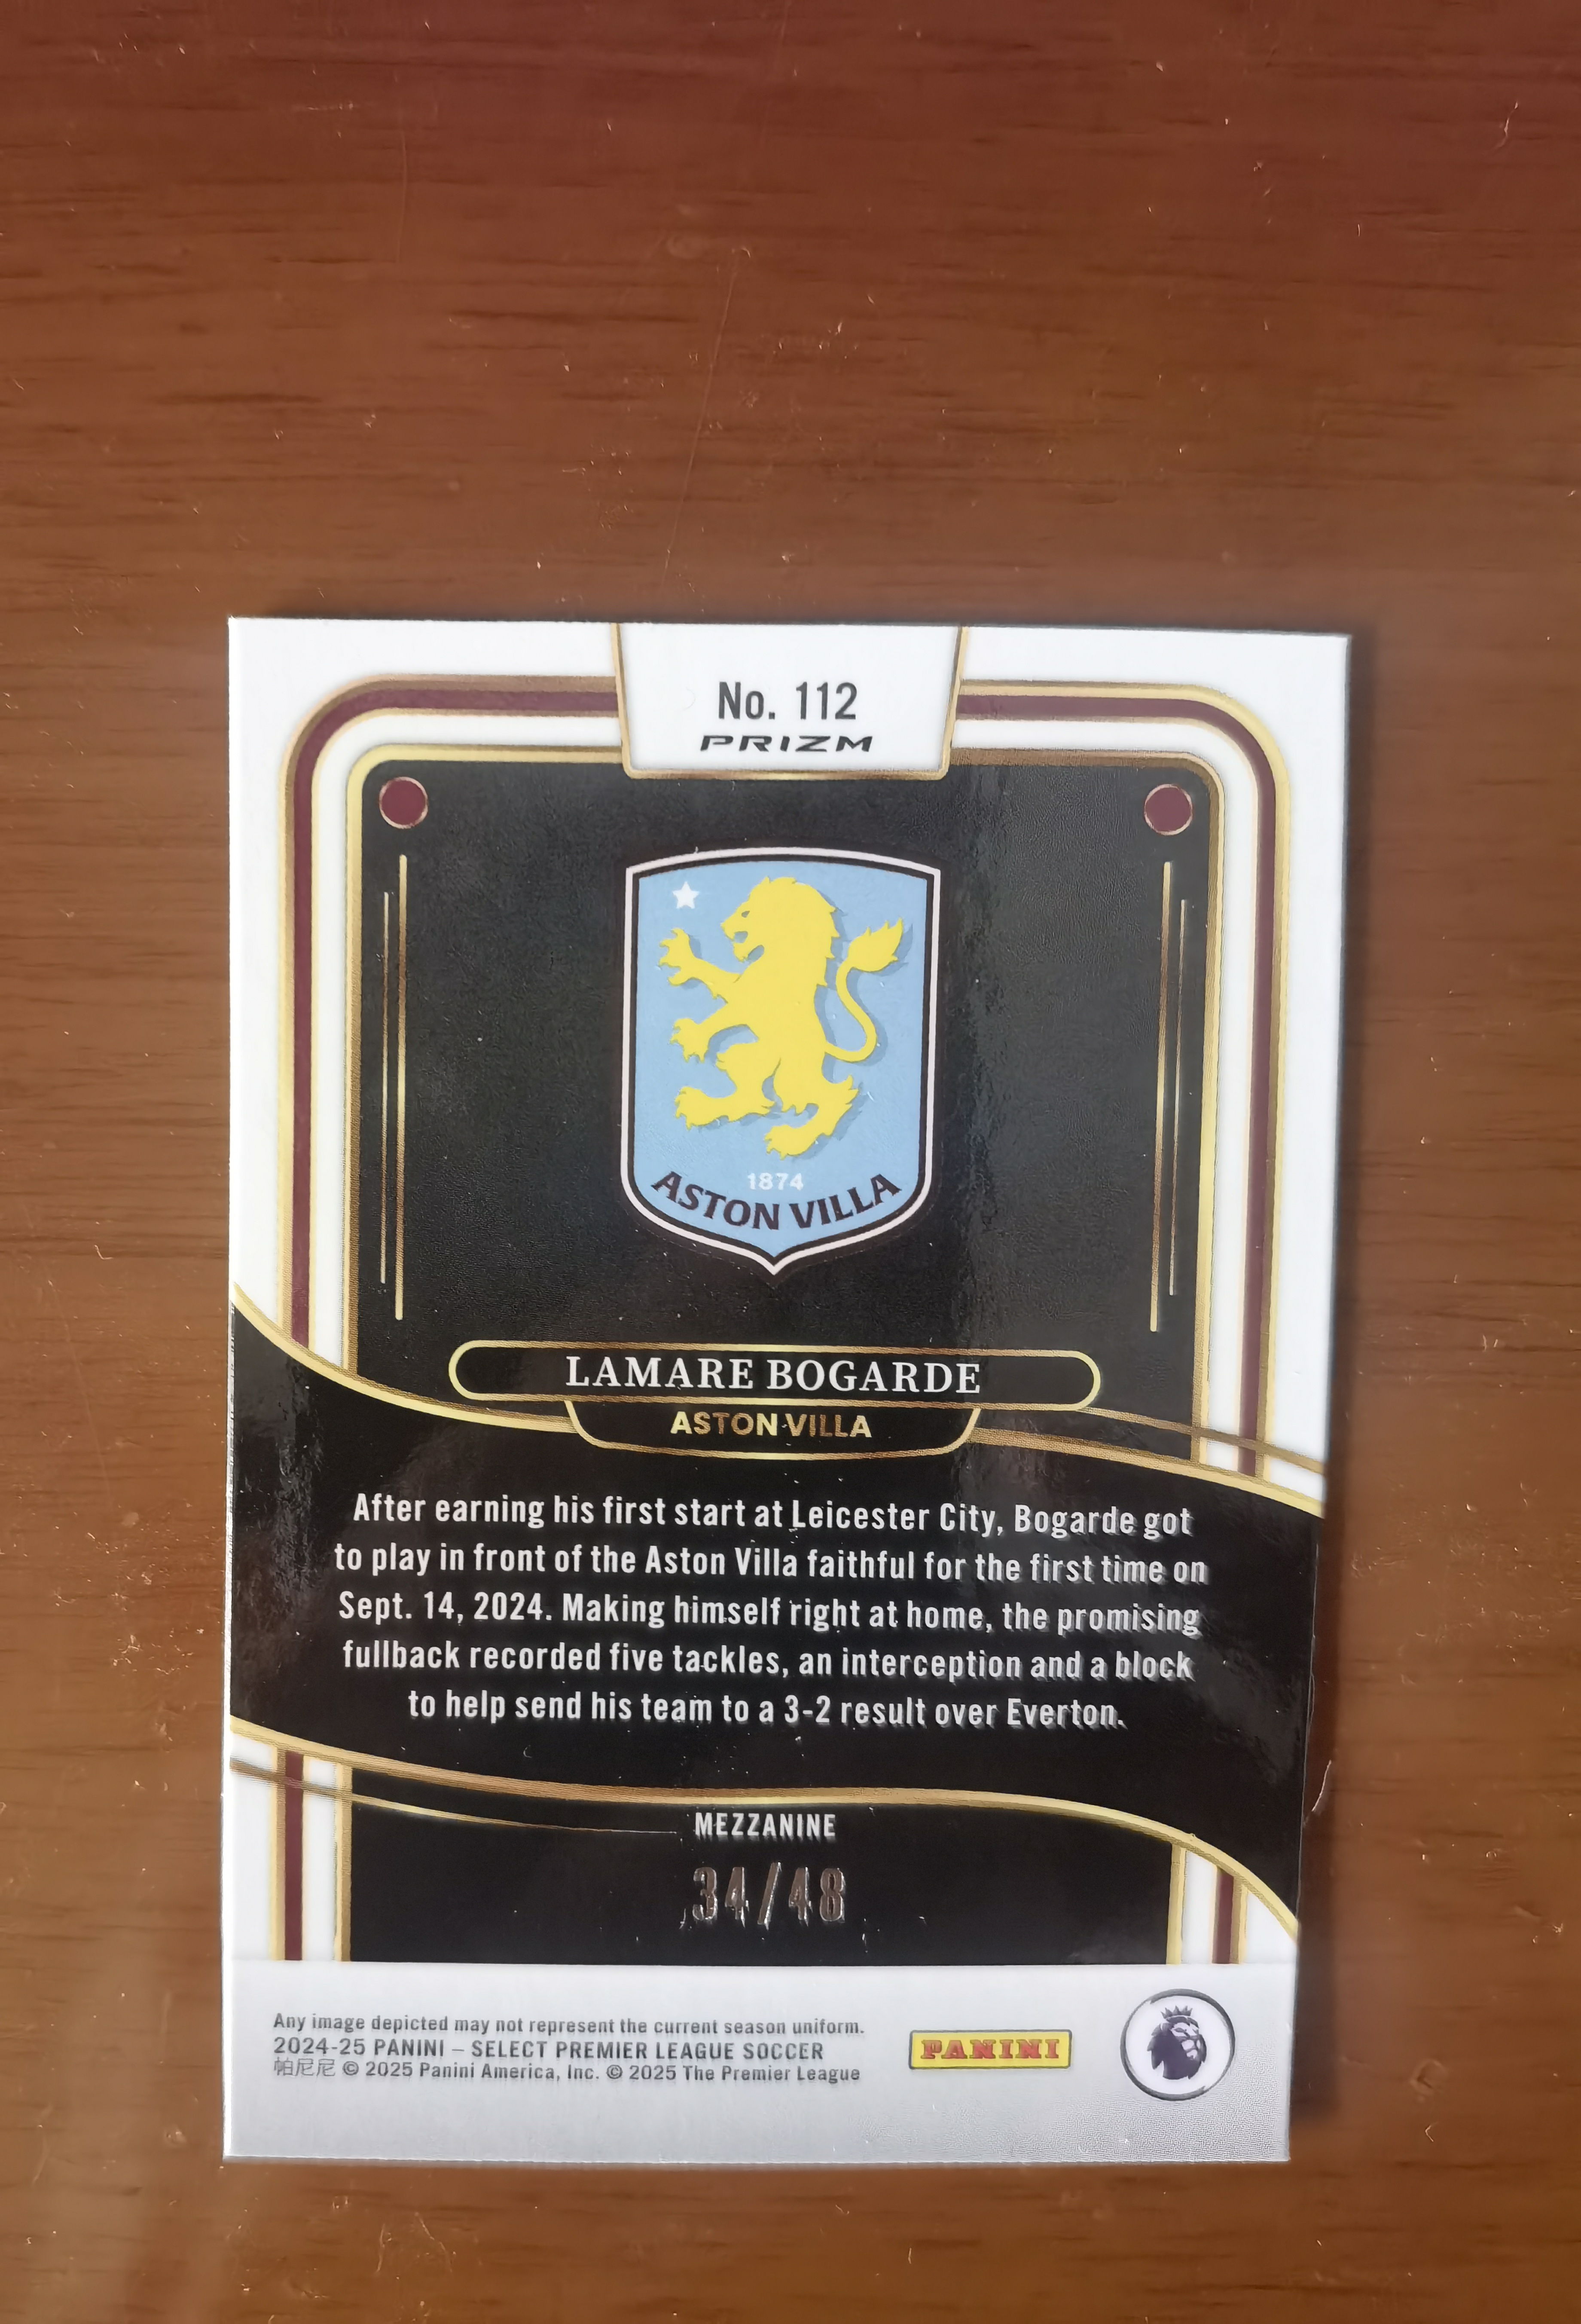 No. 112
PRIZM
1874
ASTON VILLA
LAMARE BOGARDE
ASTON VILLA
After earning his first start at Leicester City, Bogarde got
to play in front of the Aston Villa faithful for the first time on
Sept. 14, 2024. Making himself right at home, the promising
fullback recorded five tackles, an interception and a block
to help send his team to a 3-2 result over Everton.
MEZZANINE
34/48
Any image depicted may not represent the current season uniform.
2024-25 PANINI – SELECT PREMIER LEAGUE SOCCER
帕尼尼 © 2025 Panini America, Inc. © 2025 The Premier League
PANINI